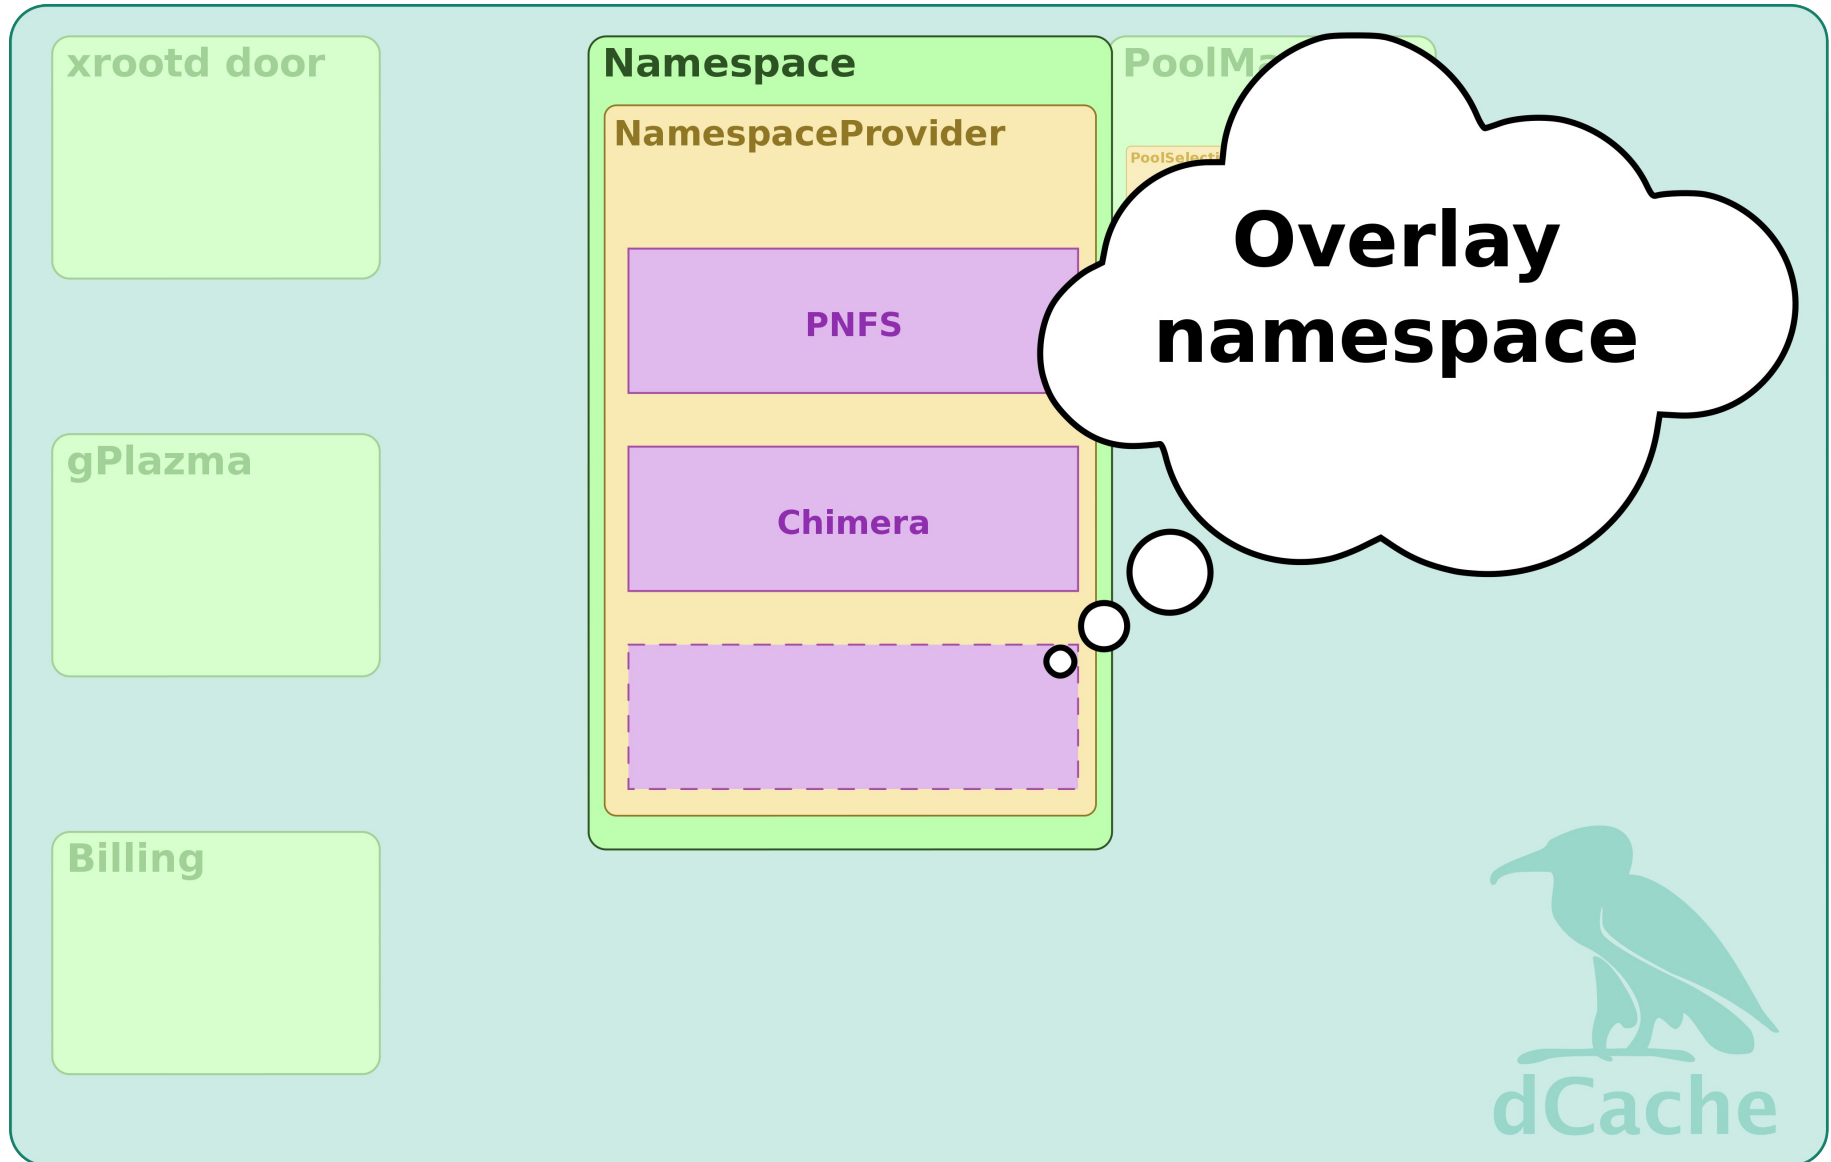 xrootd door
Namespace
NamespaceProvider
PNFS
Chimera
Overlay
namespace
gPlazma
Billing
dCache